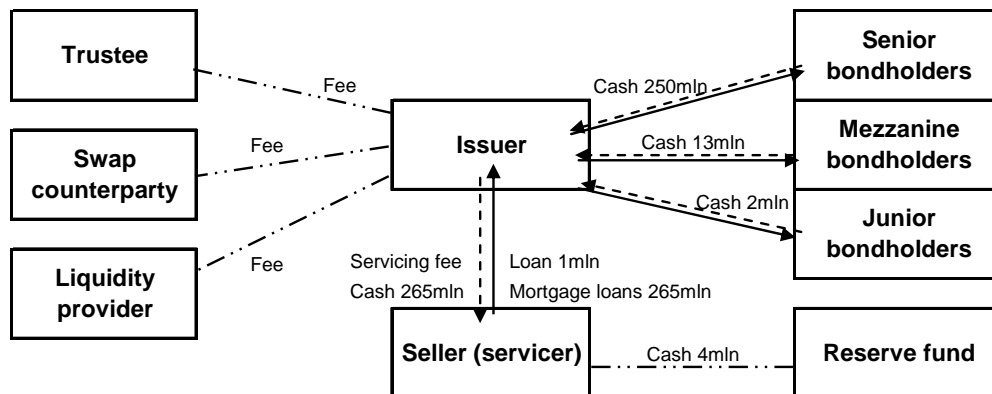 Trustee
Fee
Senior
bondholders
Cash 250mln
Swap
counterparty
Fee
Issuer
Cash 13mln
Mezzanine
bondholders
Cash 2mln
Junior
bondholders
Liquidity
provider
Fee
Servicing fee
Cash 265mln
Loan 1mln
Mortgage loans 265mln
Seller (servicer)
Cash 4mln
Reserve fund